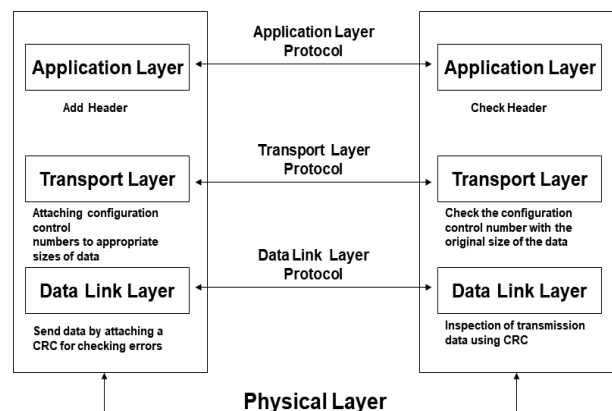 Application Layer
Add Header
Transport Layer
Attaching configuration
control
numbers to appropriate
sizes of data
Data Link Layer
Send data by attaching a
CRC for checking errors
Application Layer
Protocol
Transport Layer
Protocol
Data Link Layer
Protocol
Physical Layer
Application Layer
Check Header
Transport Layer
Check the configuration
control number with the
original size of the data
Data Link Layer
Inspection of transmission
data using CRC